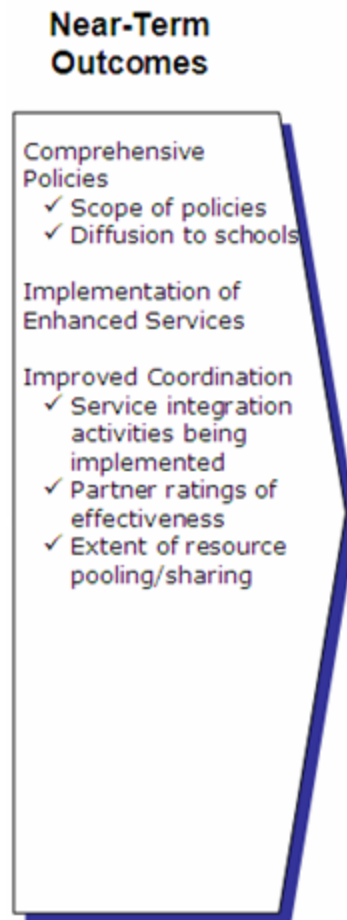 Near-Term
Outcomes
Comprehensive
Policies
✓ Scope of policies
✓ Diffusion to schools
Implementation of
Enhanced Services
Improved Coordination
✓ Service integration
activities being
implemented
✓ Partner ratings of
effectiveness
✓ Extent of resource
pooling/sharing